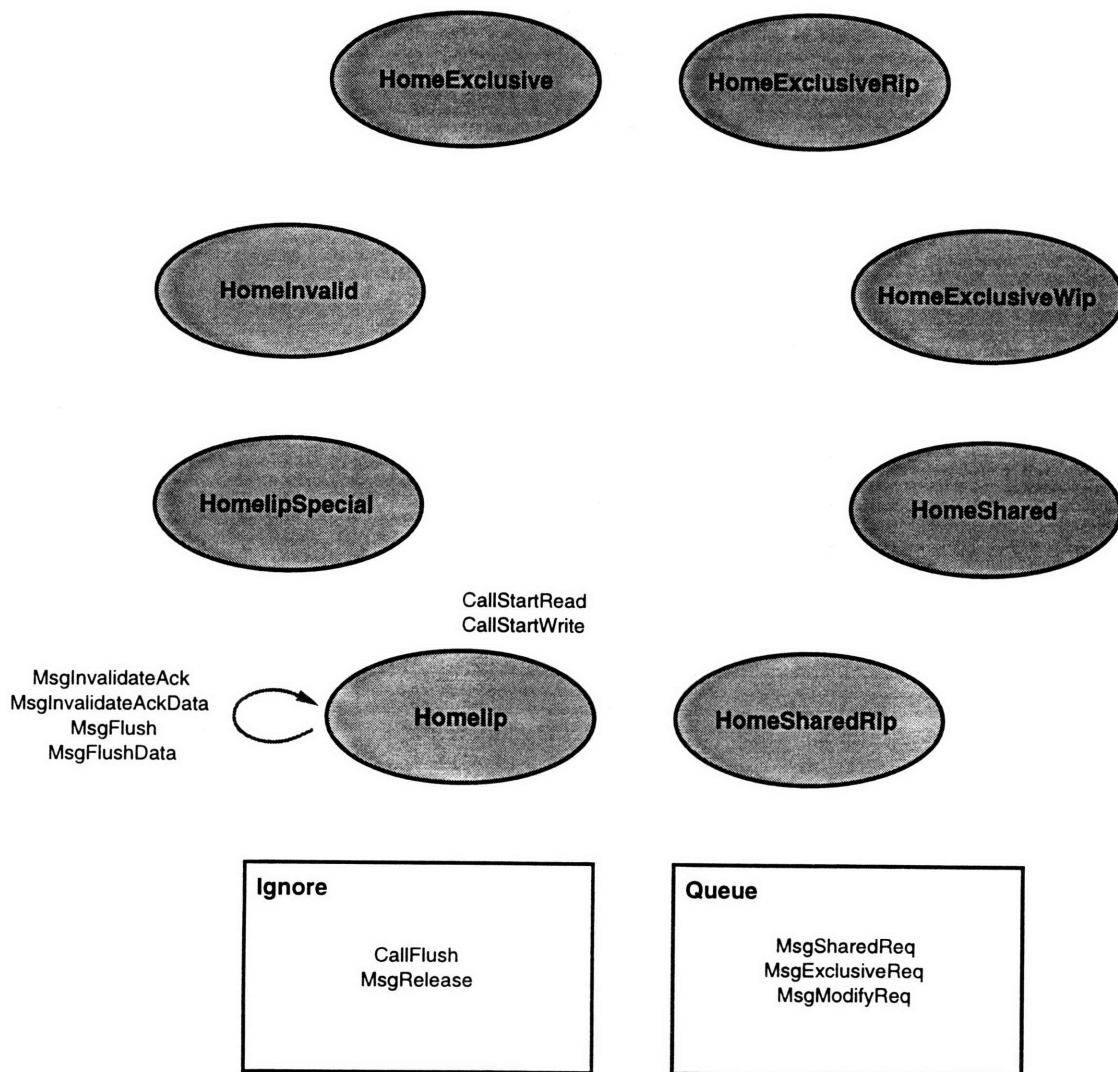 HomeExclusive
HomeExclusiveRip
HomeInvalid
HomeExclusiveWip
HomeIipSpecial
HomeShared
CallStartRead
CallStartWrite
MsgInvalidateAck
MsgInvalidateAckData
MsgFlush
MsgFlushData
HomeIip
HomeSharedRip
Ignore
CallFlush
MsgRelease
Queue
MsgSharedReq
MsgExclusiveReq
MsgModifyReq